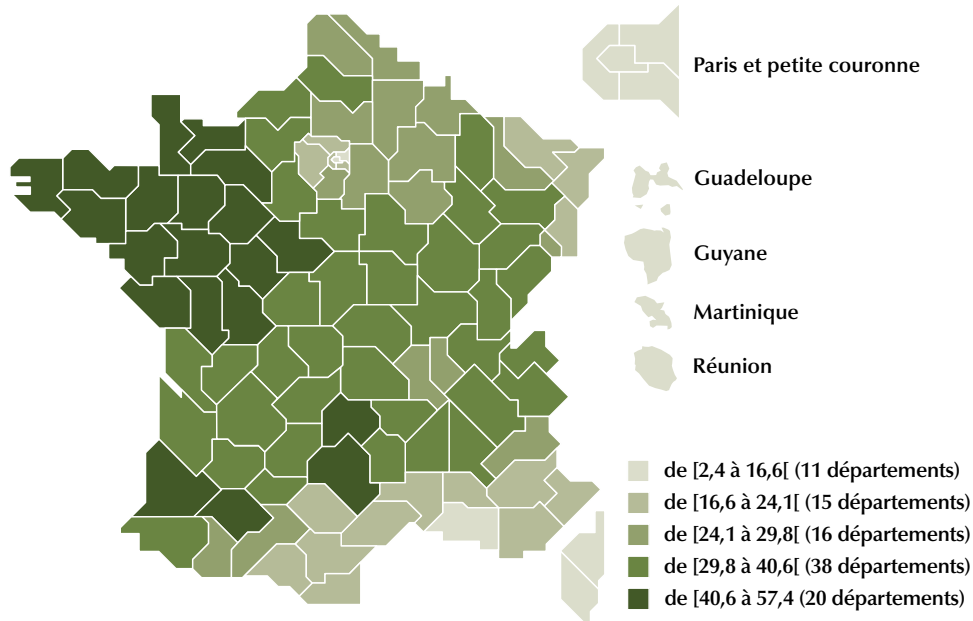 Paris et petite couronne
Guadeloupe
Guyane
Martinique
Réunion
de [2,4 à 16,6[ (11 départements)
de [16,6 à 24,1[ (15 départements)
de [24,1 à 29,8[ (16 départements)
de [29,8 à 40,6[ (38 départements)
de [40,6 à 57,4 (20 départements)